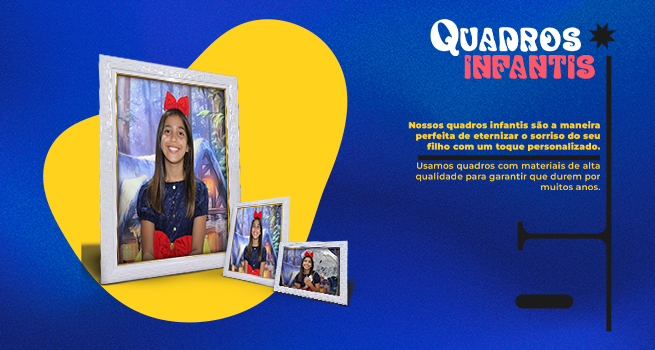 QUADROS
INFANTIS
Nossos quadros infantis são a maneira
perfeita de eternizar o sorriso do seu
filho com um toque personalizado.
Usamos quadros com materiais de alta
qualidade para garantir que durem por
muitos anos.